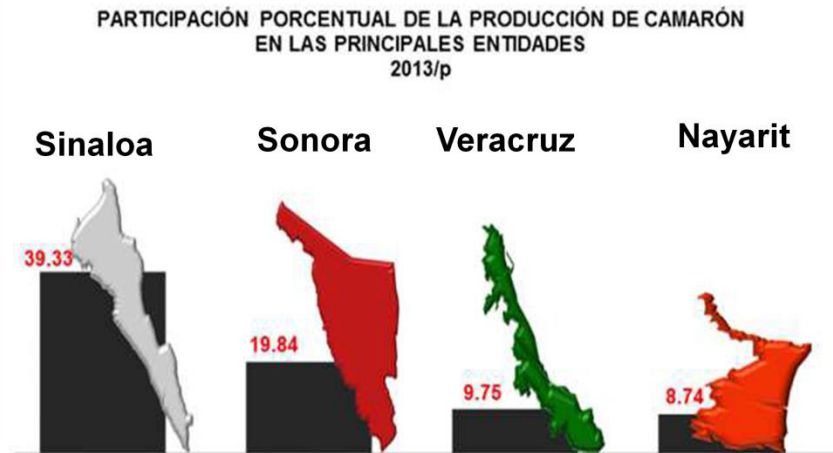 PARTICIPACIÓN PORCENTUAL DE LA PRODUCCIÓN DE CAMARÓN
EN LAS PRINCIPALES ENTIDADES
2013/p
Sinaloa Sonora Veracruz Nayarit
39.33 19.84 9.75 8.74